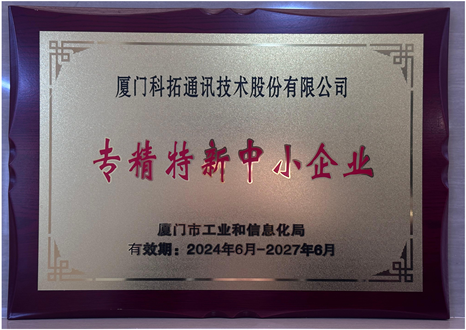 厦门科拓通讯技术股份有限公司
专精特新中小企业
厦门市工业和信息化局
有效期：2024年6月-2027年6月